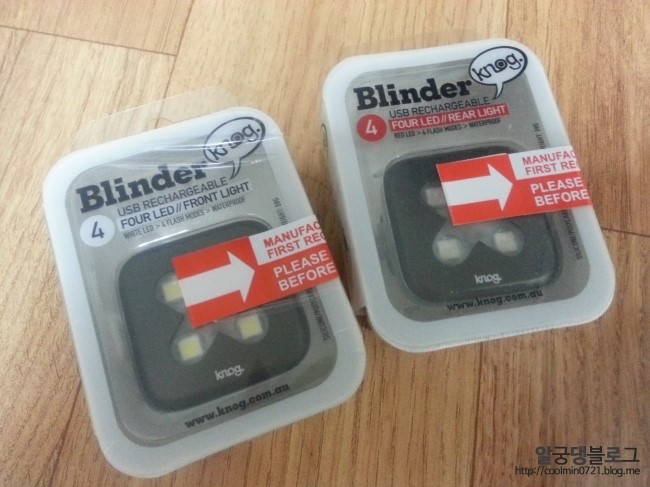 Blinder
knog.
USB RECHARGEABLE
4
FOUR LED // FRONT LIGHT
WHITE LED > 4 FLASH MODES > WATERPROOF
MANUFAC
FIRST REC
PLEASE
BEFORE
knog.
www.knog.com.au
Blinder
knog.
USB RECHARGEABLE
4
FOUR LED // REAR LIGHT
RED LED > 4 FLASH MODES > WATERPROOF
MANUFAC
FIRST REC
PLEASE
BEFORE
knog.
www.knog.com.au
알궁댕블로그
http://coolmin0721.blog.me